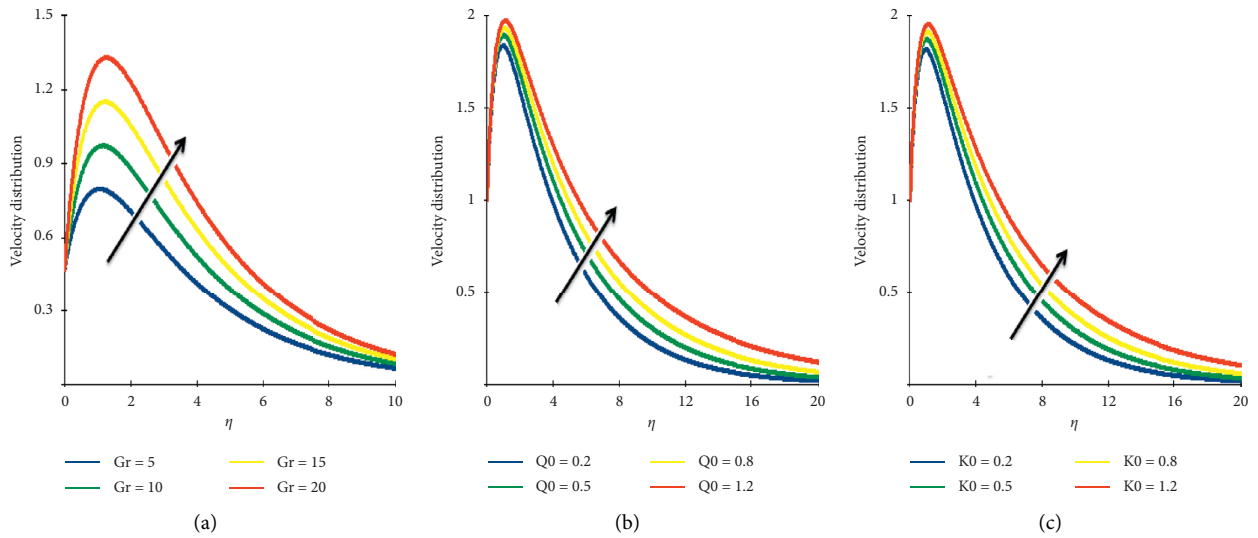 1.5
1.2
0.9
0.6
0.3
Velocity distribution
0 2 4 6 8 10
η
Gr = 5 Gr = 15
Gr = 10 Gr = 20
(a)
2
1.5
1
0.5
Velocity distribution
0 4 8 12 16 20
η
Q0 = 0.2 Q0 = 0.8
Q0 = 0.5 Q0 = 1.2
(b)
2
1.5
1
0.5
Velocity distribution
0 4 8 12 16 20
η
K0 = 0.2 K0 = 0.8
K0 = 0.5 K0 = 1.2
(c)